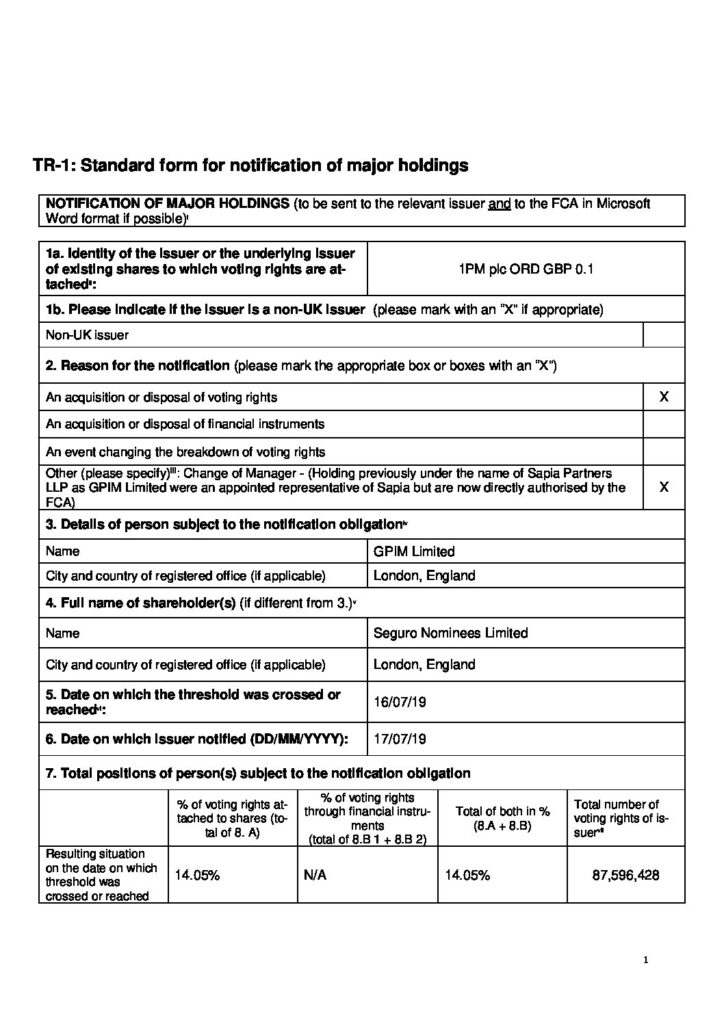 TR-1: Standard form for notification of major holdings
NOTIFICATION OF MAJOR HOLDINGS (to be sent to the relevant issuer and to the FCA in Microsoft
Word format if possible)i
1a. Identity of the issuer or the underlying issuer
of existing shares to which voting rights are at-
tachedii:
1PM plc ORD GBP 0.1
1b. Please indicate if the issuer is a non-UK issuer (please mark with an "X" if appropriate)
Non-UK issuer
2. Reason for the notification (please mark the appropriate box or boxes with an "X")
An acquisition or disposal of voting rights X
An acquisition or disposal of financial instruments
An event changing the breakdown of voting rights
Other (please specify)iii: Change of Manager - (Holding previously under the name of Sapia Partners
LLP as GPIM Limited were an appointed representative of Sapia but are now directly authorised by the
FCA)
X
3. Details of person subject to the notification obligationiv
Name GPIM Limited
City and country of registered office (if applicable) London, England
4. Full name of shareholder(s) (if different from 3.)v
Name Seguro Nominees Limited
City and country of registered office (if applicable) London, England
5. Date on which the threshold was crossed or
reachedvi:
16/07/19
6. Date on which issuer notified (DD/MM/YYYY): 17/07/19
7. Total positions of person(s) subject to the notification obligation
% of voting rights at-
tached to shares (to-
tal of 8. A)
% of voting rights
through financial instru-
ments
(total of 8.B 1 + 8.B 2)
Total of both in %
(8.A + 8.B)
Total number of
voting rights of is-
suervii
Resulting situation
on the date on which
threshold was
crossed or reached
14.05% N/A 14.05% 87,596,428
1